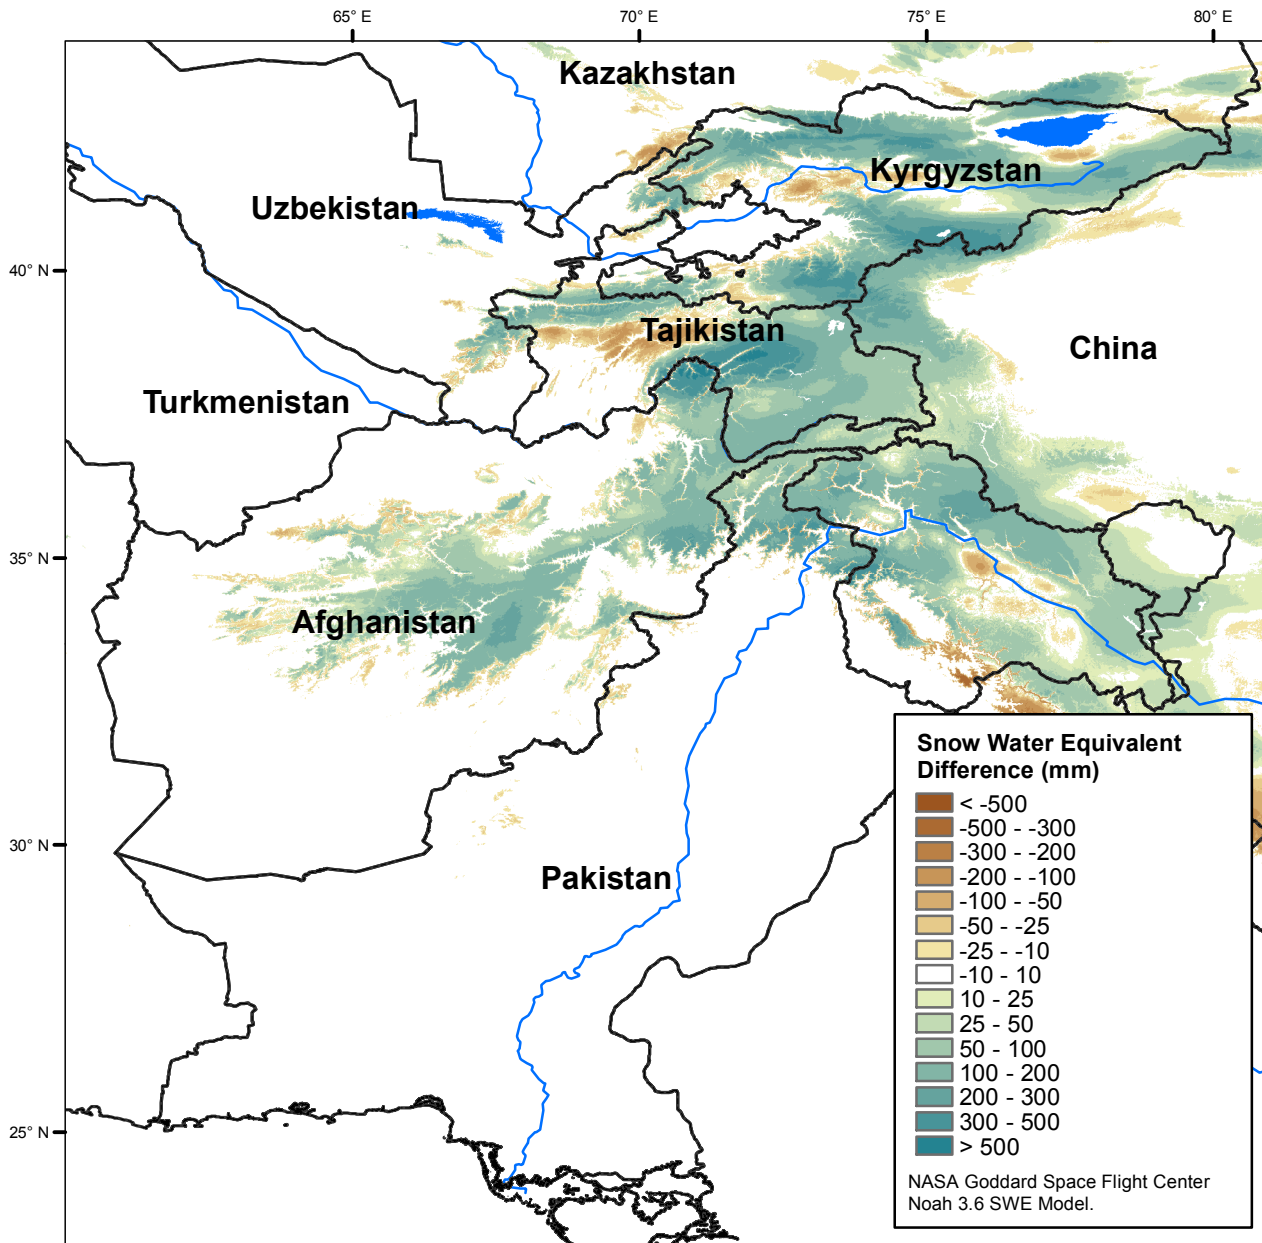 65° E
70° E
75° E
80° E
Kazakhstan
Kyrgyzstan
Uzbekistan
40° N
Tajikistan
China
Turkmenistan
35° N
Afghanistan
30° N
Pakistan
25° N
Snow Water Equivalent
Difference (mm)
< -500
-500 - -300
-300 - -200
-200 - -100
-100 - -50
-50 - -25
-25 - -10
-10 - 10
10 - 25
25 - 50
50 - 100
100 - 200
200 - 300
300 - 500
> 500
NASA Goddard Space Flight Center
Noah 3.6 SWE Model.